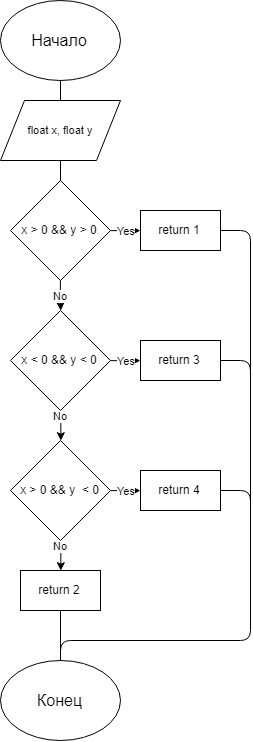 Начало
float x, float y
x > 0 && y > 0
Yes
return 1
No
x < 0 && y < 0
Yes
return 3
No
x > 0 && y < 0
Yes
return 4
No
return 2
Конец